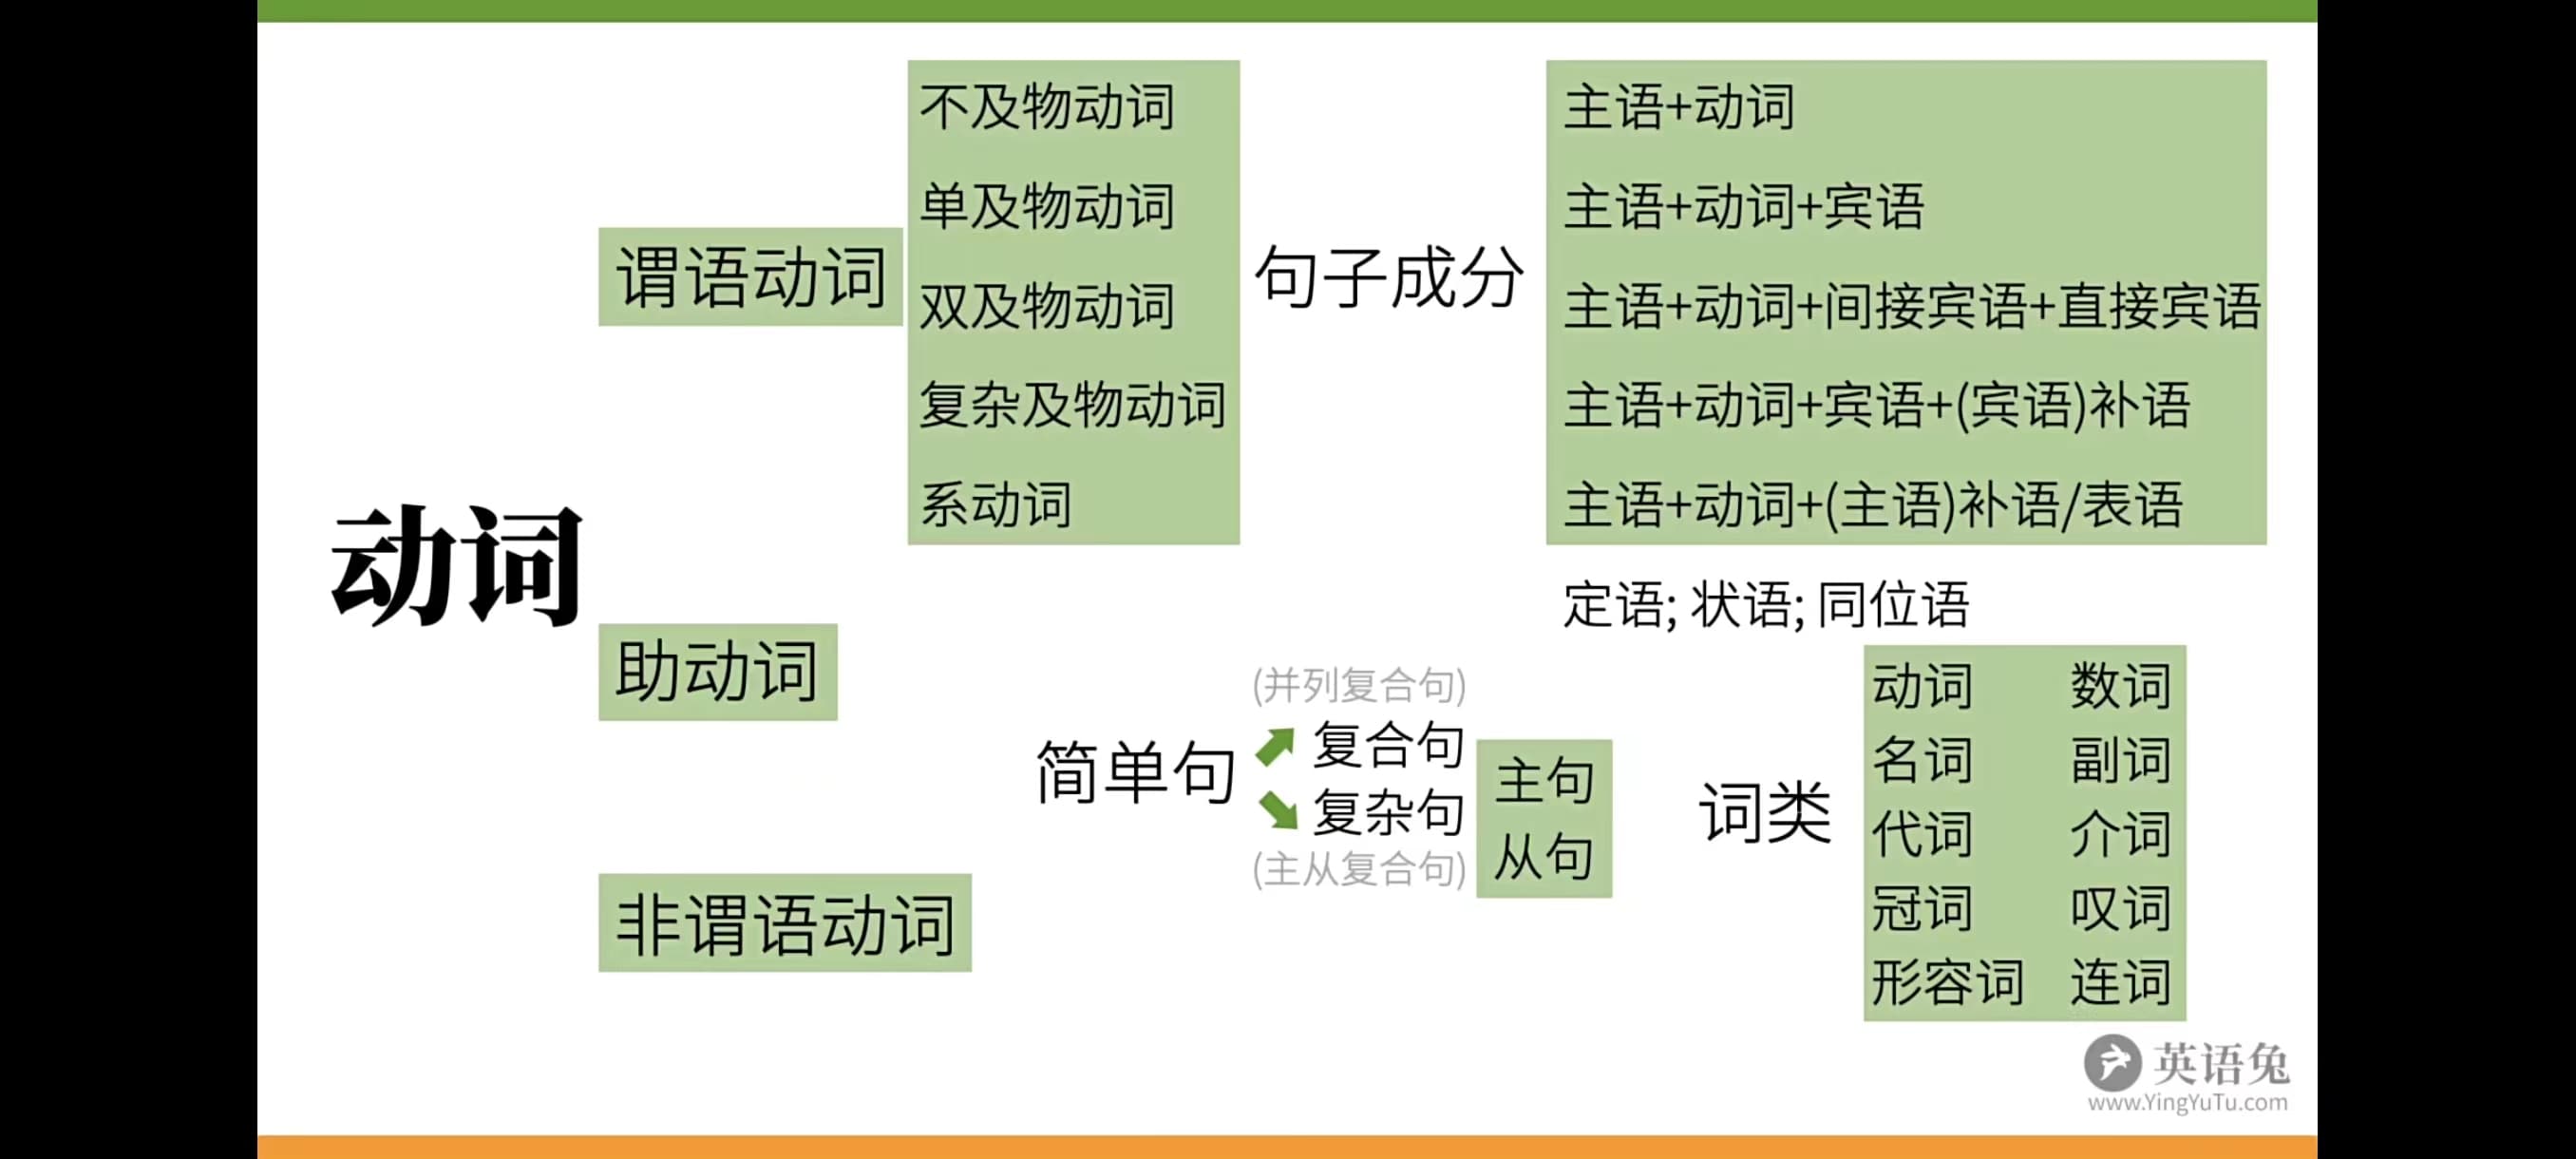 动词
谓语动词
不及物动词
单及物动词
双及物动词
复杂及物动词
系动词
句子成分
主语+动词
主语+动词+宾语
主语+动词+间接宾语+直接宾语
主语+动词+宾语+(宾语)补语
主语+动词+(主语)补语/表语
定语; 状语; 同位语
助动词
非谓语动词
简单句
(并列复合句)
复合句
复杂句
(主从复合句)
主句
从句
词类
动词 数词
名词 副词
代词 介词
冠词 叹词
形容词 连词
英语兔
www.YingYuTu.com